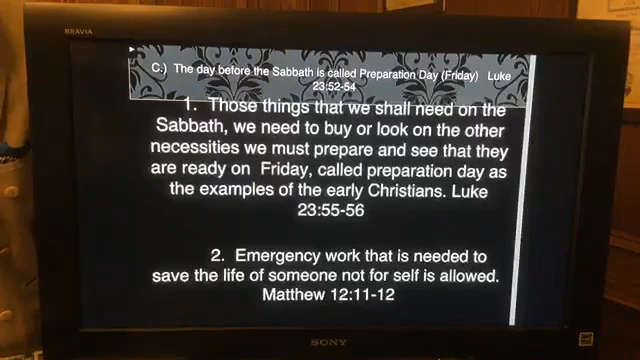 BRAVIA
C.) The day before the Sabbath is called Preparation Day (Friday) Luke
23:52-54
1. Those things that we shall need on the
Sabbath, we need to buy or look on the other
necessities we must prepare and see that they
are ready on Friday, called preparation day as
the examples of the early Christians. Luke
23:55-56
2. Emergency work that is needed to
save the life of someone not for self is allowed.
Matthew 12:11-12
SONY